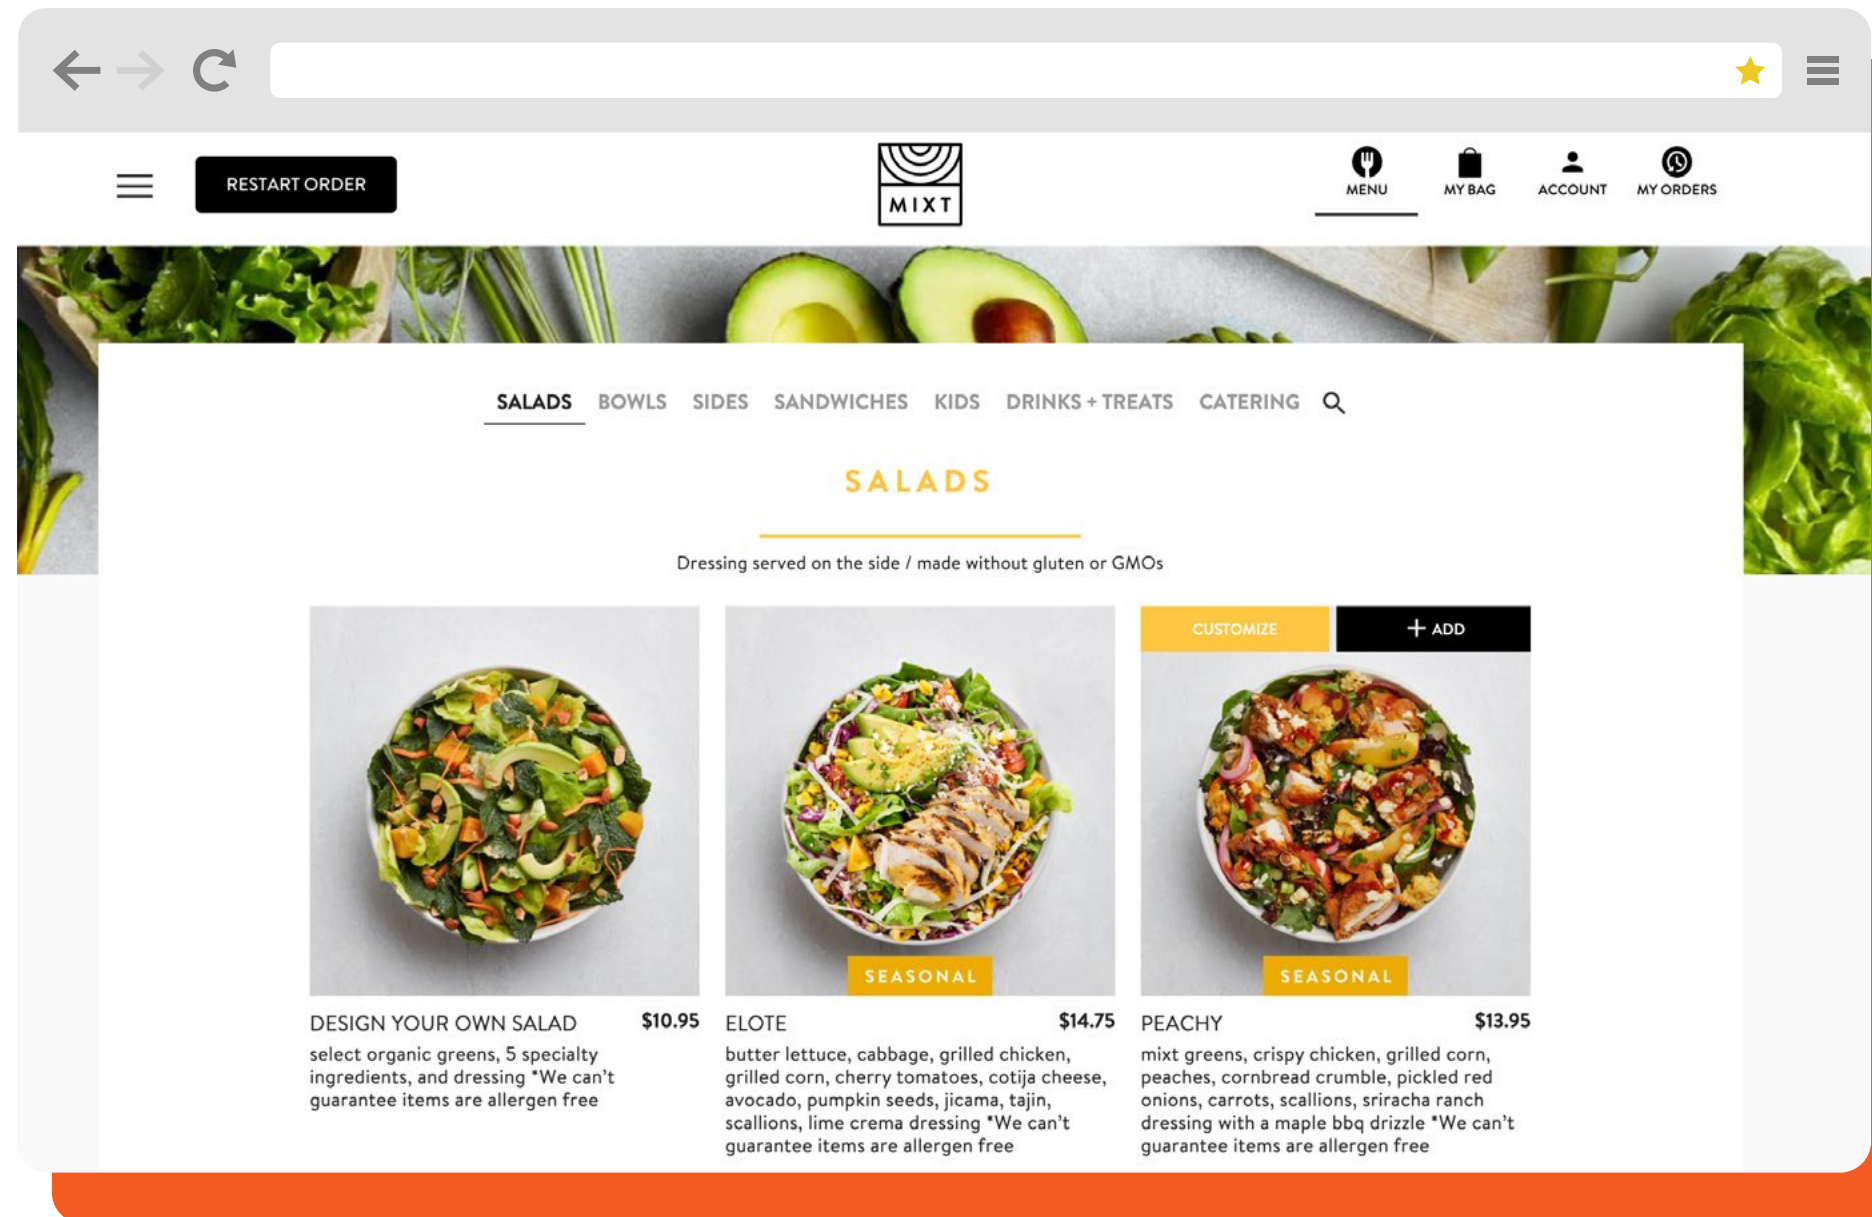 RESTART ORDER
MIXT
MENU
MY BAG
ACCOUNT
MY ORDERS
SALADS BOWLS SIDES SANDWICHES KIDS DRINKS + TREATS CATERING
SALADS
Dressing served on the side / made without gluten or GMOs
CUSTOMIZE
+ ADD
SEASONAL
SEASONAL
DESIGN YOUR OWN SALAD $10.95
select organic greens, 5 specialty
ingredients, and dressing *We can't
guarantee items are allergen free
ELOTE $14.75
butter lettuce, cabbage, grilled chicken,
grilled corn, cherry tomatoes, cotija cheese,
avocado, pumpkin seeds, jicama, tajin,
scallions, lime crema dressing *We can't
guarantee items are allergen free
PEACHY $13.95
mixt greens, crispy chicken, grilled corn,
peaches, cornbread crumble, pickled red
onions, carrots, scallions, sriracha ranch
dressing with a maple bbq drizzle *We can't
guarantee items are allergen free